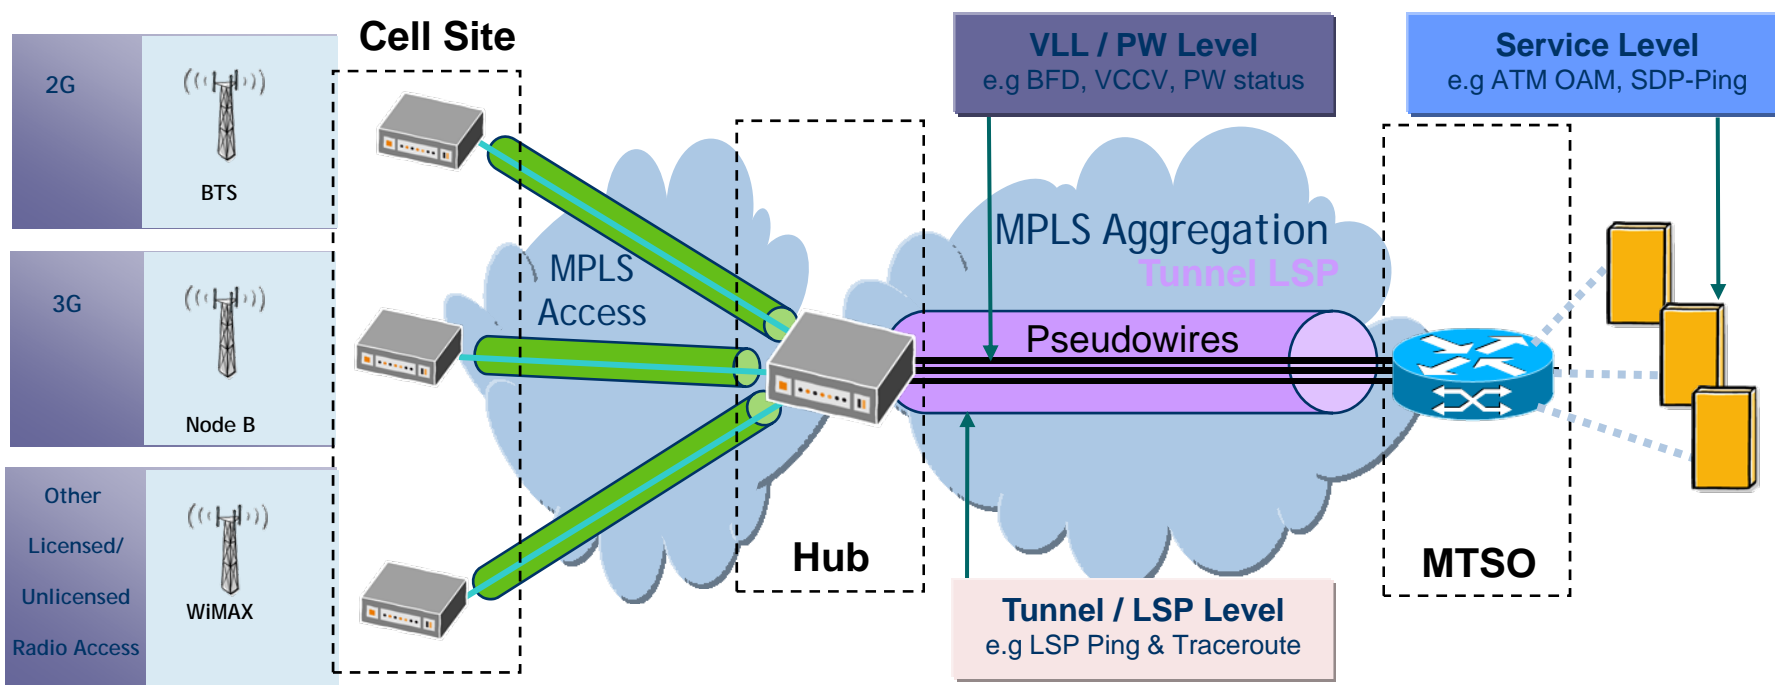 Cell Site
VLL / PW Level
e.g BFD, VCCV, PW status
Service Level
e.g ATM OAM, SDP-Ping
2G
BTS
3G
Node B
Other
Licensed/
Unlicensed
Radio Access
WiMAX
MPLS
Access
MPLS Aggregation
Tunnel LSP
Pseudowires
Hub
MTSO
Tunnel / LSP Level
e.g LSP Ping & Traceroute